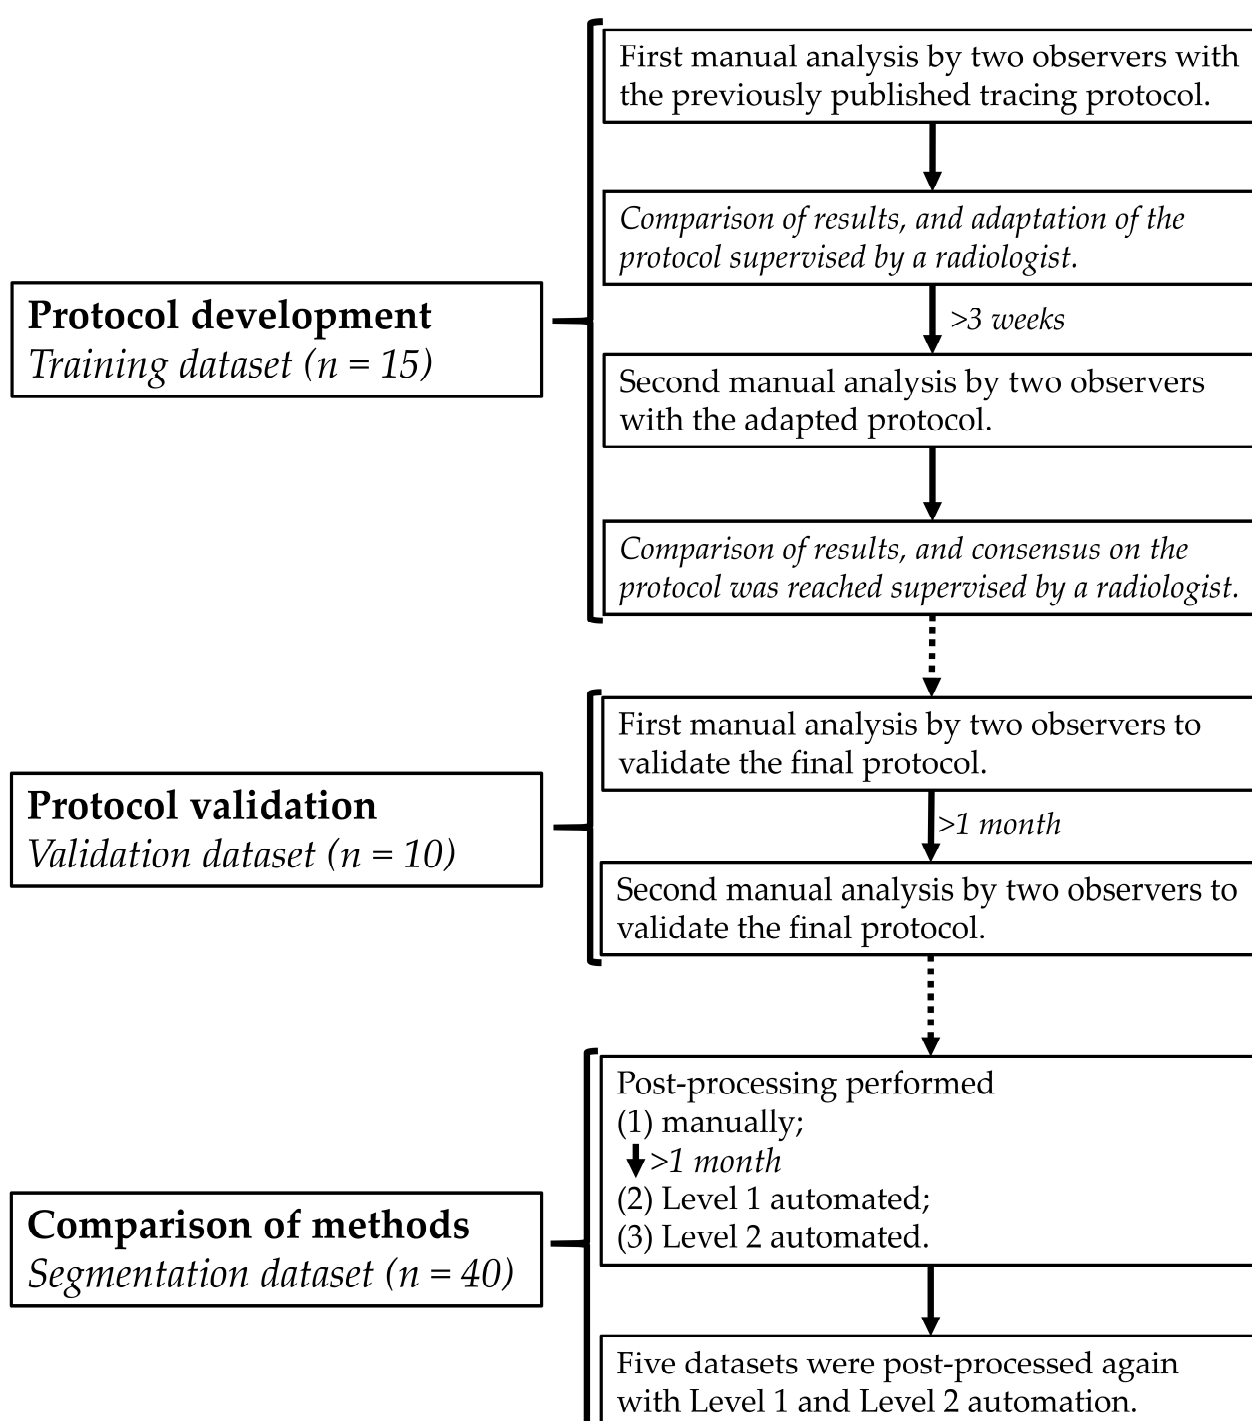 Protocol development
Training dataset (n = 15)
First manual analysis by two observers with
the previously published tracing protocol.
Comparison of results, and adaptation of the
protocol supervised by a radiologist.
>3 weeks
Second manual analysis by two observers
with the adapted protocol.
Comparison of results, and consensus on the
protocol was reached supervised by a radiologist.
Protocol validation
Validation dataset (n = 10)
First manual analysis by two observers to
validate the final protocol.
>1 month
Second manual analysis by two observers to
validate the final protocol.
Comparison of methods
Segmentation dataset (n = 40)
Post-processing performed
(1) manually;
>1 month
(2) Level 1 automated;
(3) Level 2 automated.
Five datasets were post-processed again
with Level 1 and Level 2 automation.